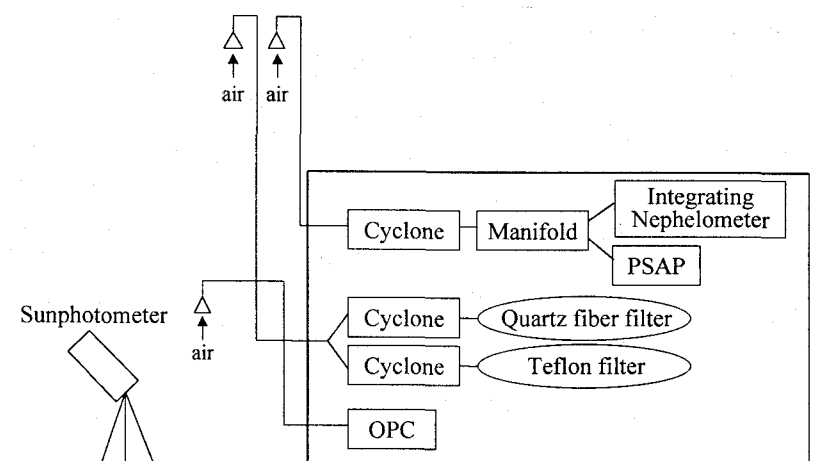 air air
Integrating
Nephelometer
Cyclone Manifold
PSAP
Sunphotometer
air
Cyclone Quartz fiber filter
Cyclone Teflon filter
OPC